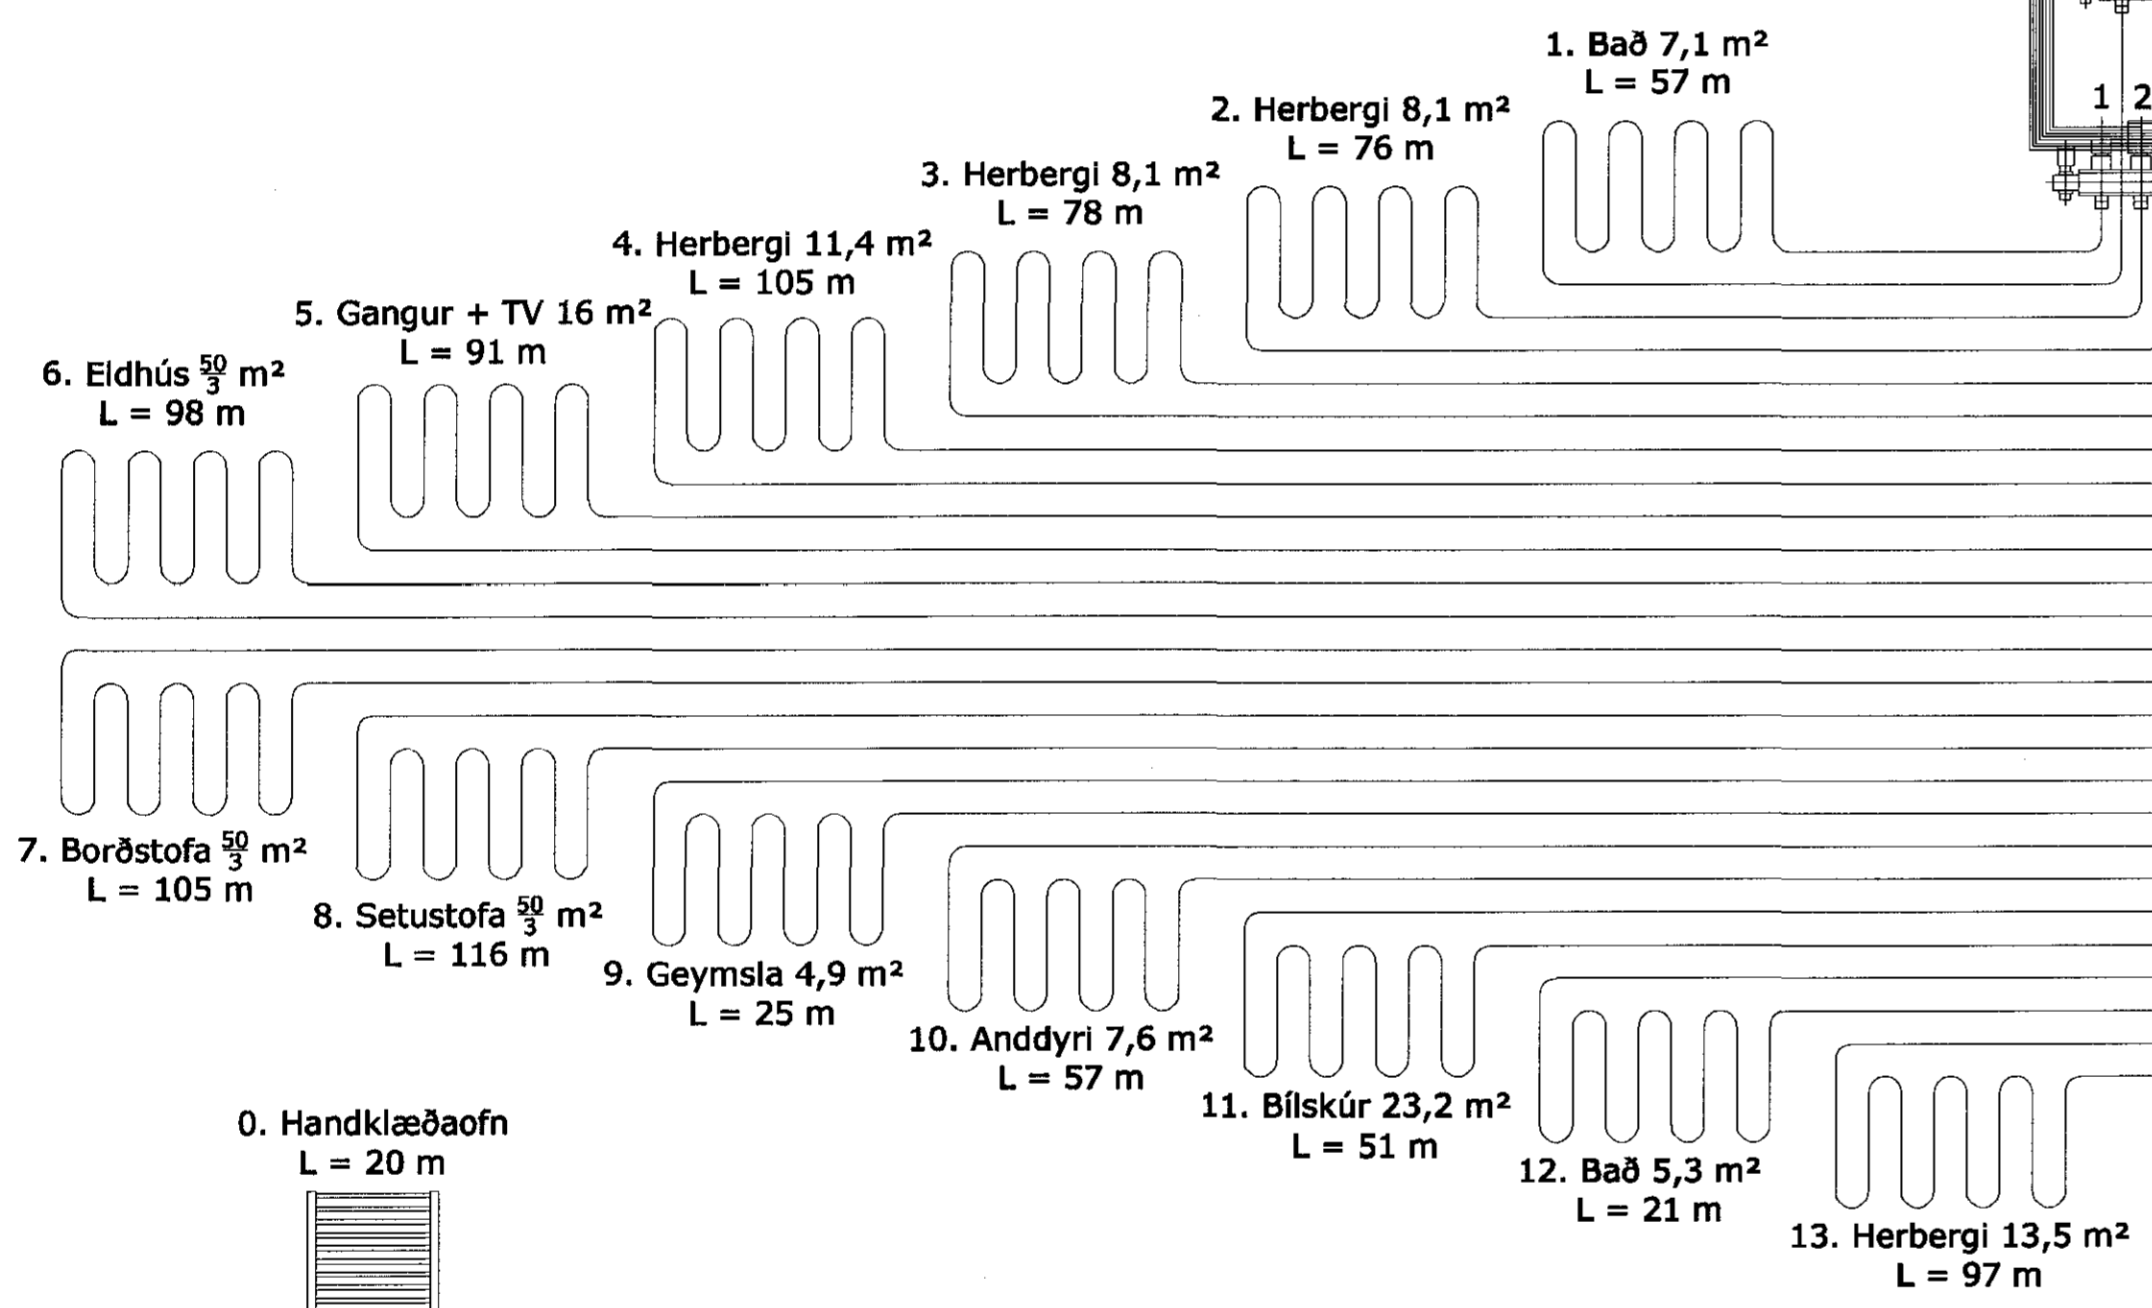 1. Bað 7,1 m²
L = 57 m
1 2
2. Herbergi 8,1 m²
L = 76 m
3. Herbergi 8,1 m²
L = 78 m
4. Herbergi 11,4 m²
L = 105 m
5. Gangur + TV 16 m²
L = 91 m
6. Eldhús 50/3 m²
L = 98 m
7. Borðstofa 50/3 m²
L = 105 m
8. Setustofa 50/3 m²
L = 116 m
9. Geymsla 4,9 m²
L = 25 m
10. Anddyri 7,6 m²
L = 57 m
11. Bílskúr 23,2 m²
L = 51 m
12. Bað 5,3 m²
L = 21 m
13. Herbergi 13,5 m²
L = 97 m
0. Handklæðaofn
L = 20 m